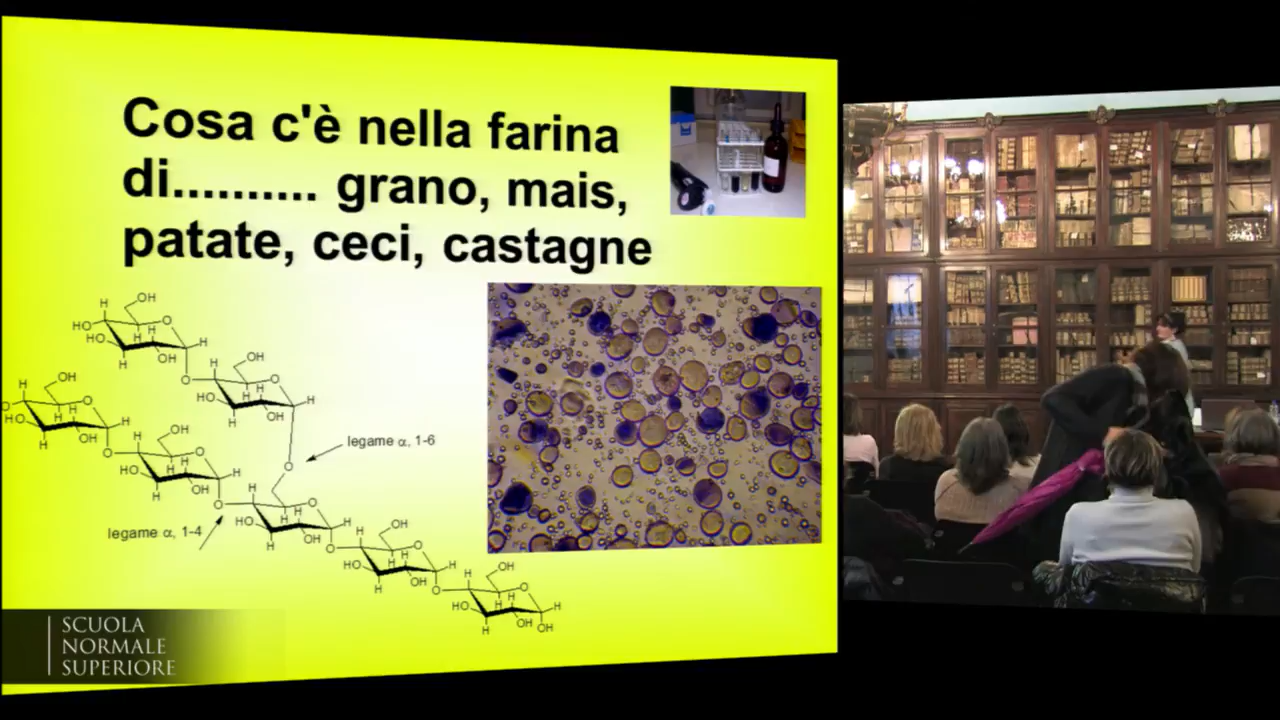 Cosa c'è nella farina
di.......... grano, mais,
patate, ceci, castagne
legame α, 1-6
legame α, 1-4
SCUOLA
NORMALE
SUPERIORE